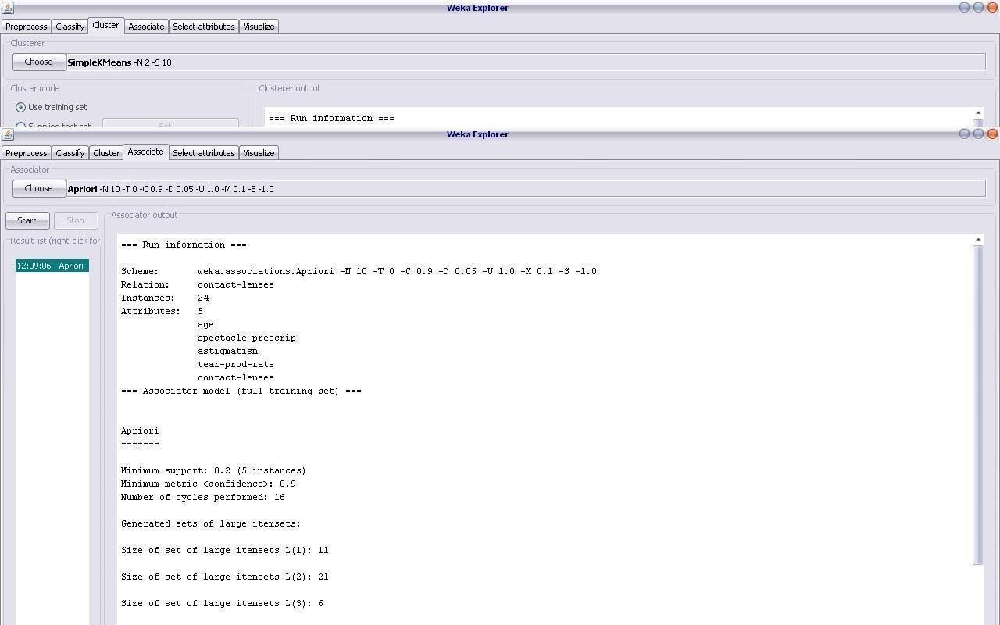 Weka Explorer
Preprocess Classify Cluster Associate Select attributes Visualize
Clusterer
Choose SimpleKMeans -N 2 -S 10
Cluster mode
Clusterer output
Use training set
=== Run information ===
Supplied test set Set...
Weka Explorer
Preprocess Classify Cluster Associate Select attributes Visualize
Associator
Choose Apriori -N 10 -T 0 -C 0.9 -D 0.05 -U 1.0 -M 0.1 -S -1.0
Start Stop
Associator output
Result list (right-click for
12:09:06 - Apriori
=== Run information ===
Scheme: weka.associations.Apriori -N 10 -T 0 -C 0.9 -D 0.05 -U 1.0 -M 0.1 -S -1.0
Relation: contact-lenses
Instances: 24
Attributes: 5
age
spectacle-prescrip
astigmatism
tear-prod-rate
contact-lenses
=== Associator model (full training set) ===
Apriori
=======
Minimum support: 0.2 (5 instances)
Minimum metric <confidence>: 0.9
Number of cycles performed: 16
Generated sets of large itemsets:
Size of set of large itemsets L(1): 11
Size of set of large itemsets L(2): 21
Size of set of large itemsets L(3): 6